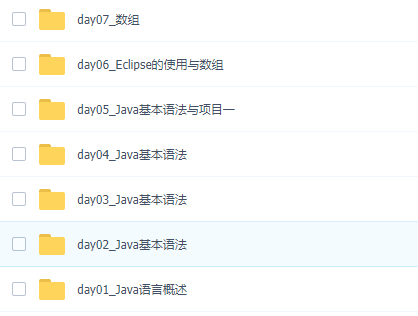 day07_数组
day06_Eclipse的使用与数组
day05_Java基本语法与项目一
day04_Java基本语法
day03_Java基本语法
day02_Java基本语法
day01_Java语言概述